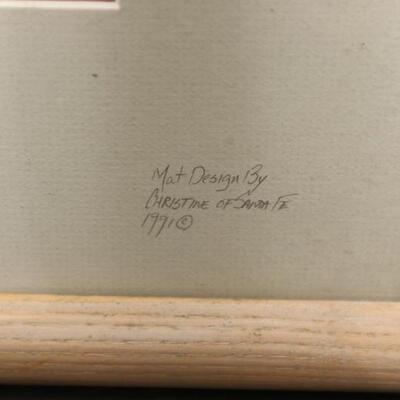 Mat Design By
Christine of Santa Fe
1991 ©